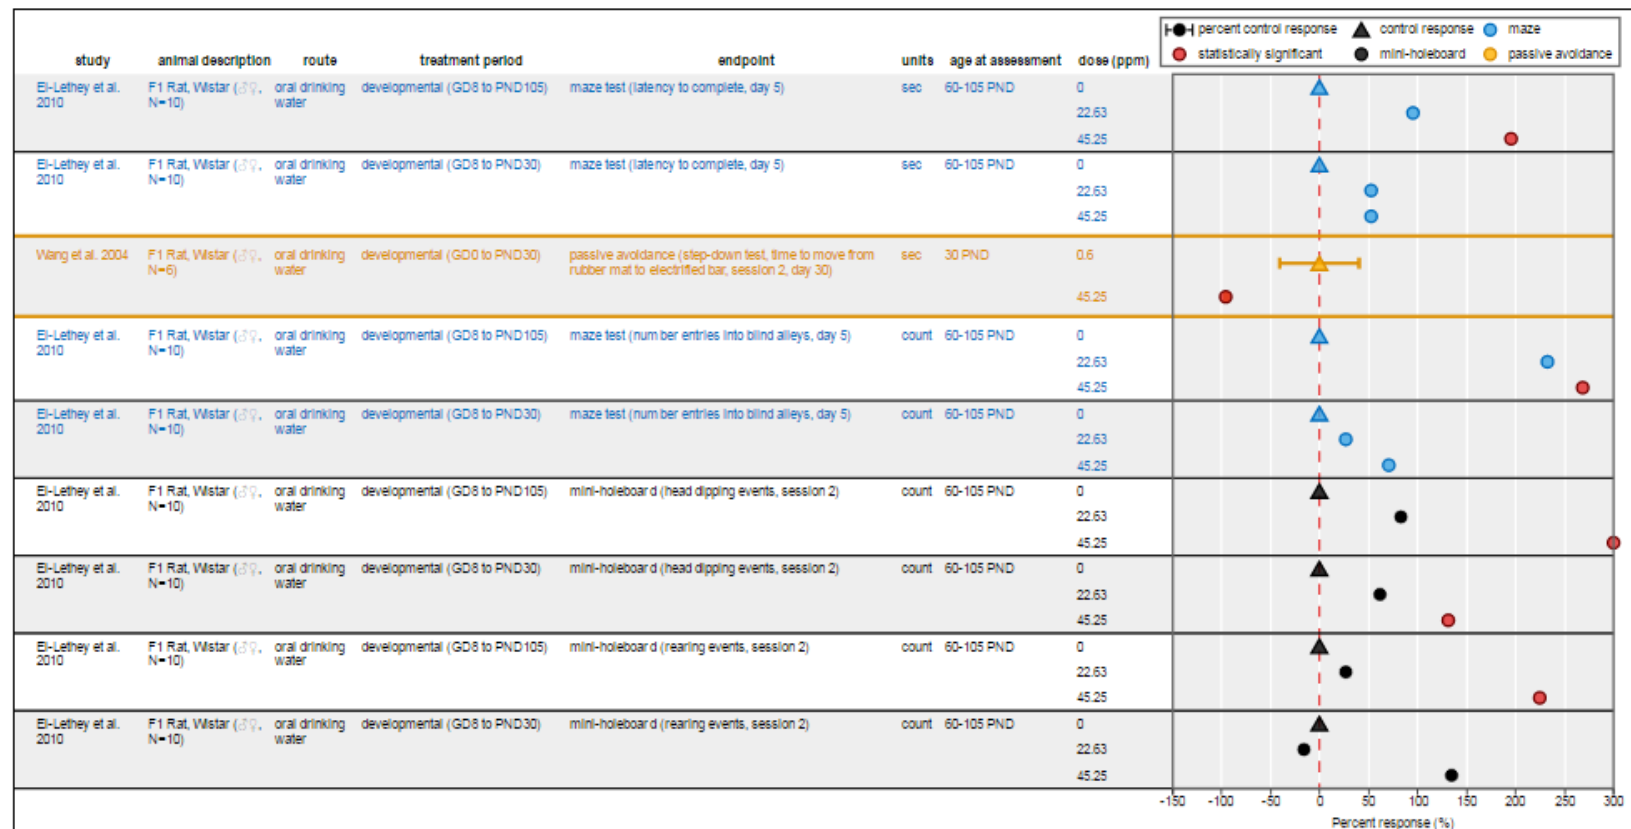 percent control response control response maze
statistically significant mini-holeboard passive avoidance
study animal description route treatment period endpoint units age at assessment dose (ppm)
El-Lethey et al. 2010 F1 Rat, Wistar (♂♀, N=10) oral drinking water developmental (GD8 to PND105) maze test (latency to complete, day 5) sec 60-105 PND 0
22.63
45.25
El-Lethey et al. 2010 F1 Rat, Wistar (♂♀, N=10) oral drinking water developmental (GD8 to PND30) maze test (latency to complete, day 5) sec 60-105 PND 0
22.63
45.25
Wang et al. 2004 F1 Rat, Wistar (♂♀, N=6) oral drinking water developmental (GD0 to PND30) passive avoidance (step-down test, time to move from rubber mat to electrified bar, session 2, day 30) sec 30 PND 0.6
45.25
El-Lethey et al. 2010 F1 Rat, Wistar (♂♀, N=10) oral drinking water developmental (GD8 to PND105) maze test (number entries into blind alleys, day 5) count 60-105 PND 0
22.63
45.25
El-Lethey et al. 2010 F1 Rat, Wistar (♂♀, N=10) oral drinking water developmental (GD8 to PND30) maze test (number entries into blind alleys, day 5) count 60-105 PND 0
22.63
45.25
El-Lethey et al. 2010 F1 Rat, Wistar (♂♀, N=10) oral drinking water developmental (GD8 to PND105) mini-holeboard (head dipping events, session 2) count 60-105 PND 0
22.63
45.25
El-Lethey et al. 2010 F1 Rat, Wistar (♂♀, N=10) oral drinking water developmental (GD8 to PND30) mini-holeboard (head dipping events, session 2) count 60-105 PND 0
22.63
45.25
El-Lethey et al. 2010 F1 Rat, Wistar (♂♀, N=10) oral drinking water developmental (GD8 to PND105) mini-holeboard (rearing events, session 2) count 60-105 PND 0
22.63
45.25
El-Lethey et al. 2010 F1 Rat, Wistar (♂♀, N=10) oral drinking water developmental (GD8 to PND30) mini-holeboard (rearing events, session 2) count 60-105 PND 0
22.63
45.25
-150 -100 -50 0 50 100 150 200 250 300
Percent response (%)